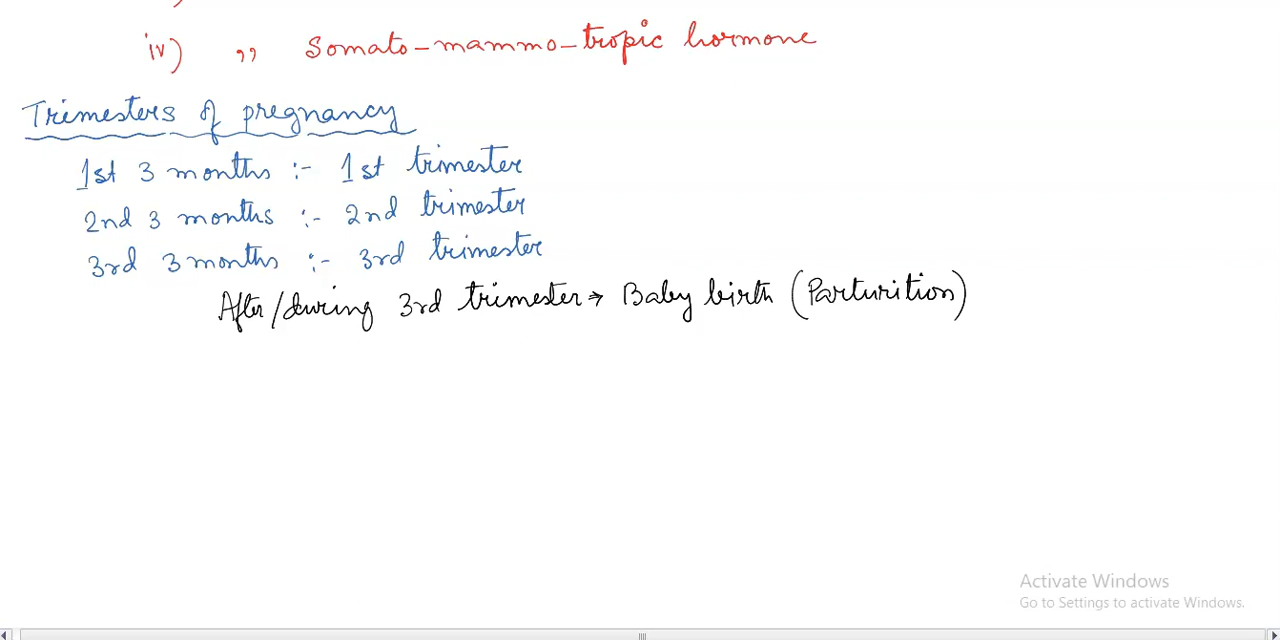 iv) ,, Somato-mammo-tropic hormone
Trimesters of pregnancy
1st 3 months :- 1st trimester
2nd 3 months :- 2nd trimester
3rd 3 months :- 3rd trimester
After/during 3rd trimester → Baby birth (Parturition)
Activate Windows
Go to Settings to activate Windows.